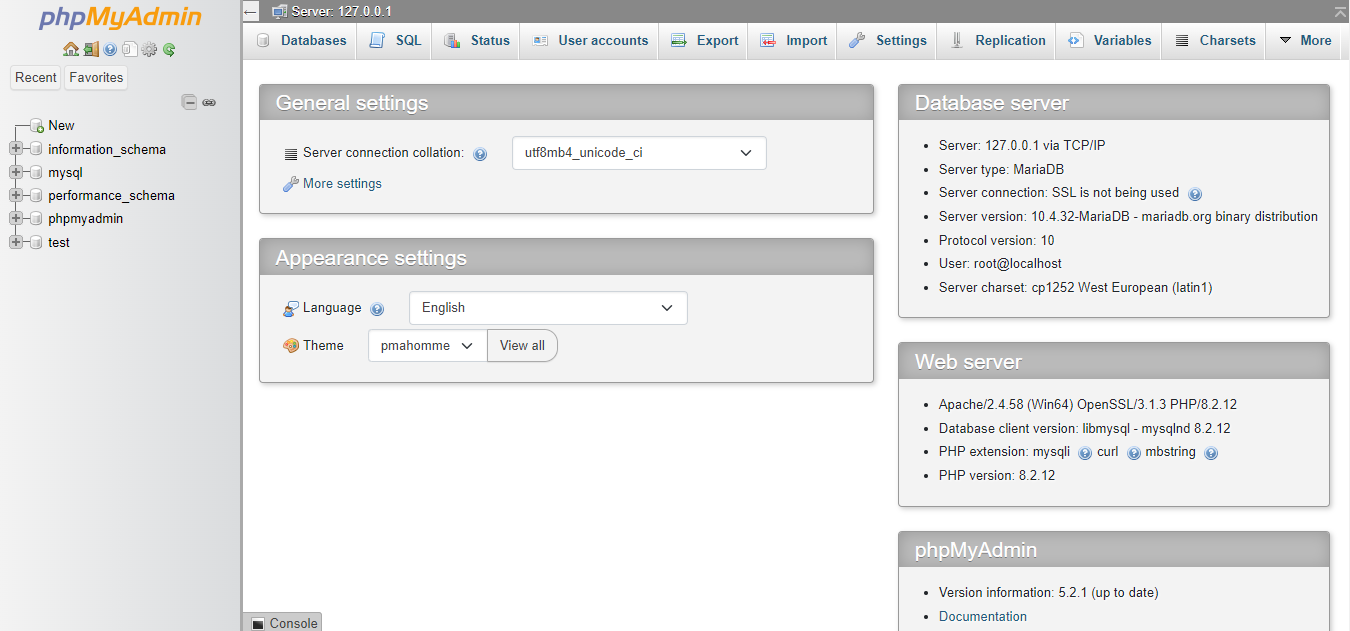 phpMyAdmin
Recent Favorites
New
information_schema
mysql
performance_schema
phpmyadmin
test
Server: 127.0.0.1
Databases SQL Status User accounts Export Import Settings Replication Variables Charsets More
General settings
Server connection collation: utf8mb4_unicode_ci
More settings
Appearance settings
Language English
Theme pmahomme View all
Database server
Server: 127.0.0.1 via TCP/IP
Server type: MariaDB
Server connection: SSL is not being used
Server version: 10.4.32-MariaDB - mariadb.org binary distribution
Protocol version: 10
User: root@localhost
Server charset: cp1252 West European (latin1)
Web server
Apache/2.4.58 (Win64) OpenSSL/3.1.3 PHP/8.2.12
Database client version: libmysql - mysqlnd 8.2.12
PHP extension: mysqli curl mbstring
PHP version: 8.2.12
phpMyAdmin
Version information: 5.2.1 (up to date)
Documentation
Console